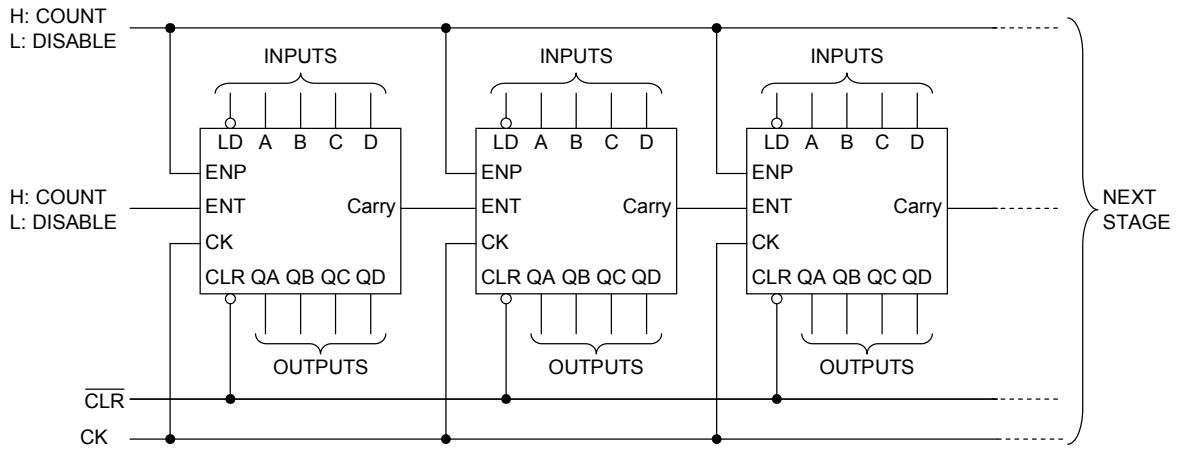 H: COUNT
L: DISABLE
INPUTS INPUTS INPUTS
LD A B C D LD A B C D LD A B C D
ENP ENP ENP
H: COUNT
L: DISABLE
ENT Carry ENT Carry ENT Carry
NEXT
STAGE
CK CK CK
CLR QA QB QC QD CLR QA QB QC QD CLR QA QB QC QD
OUTPUTS OUTPUTS OUTPUTS
CLR
CK